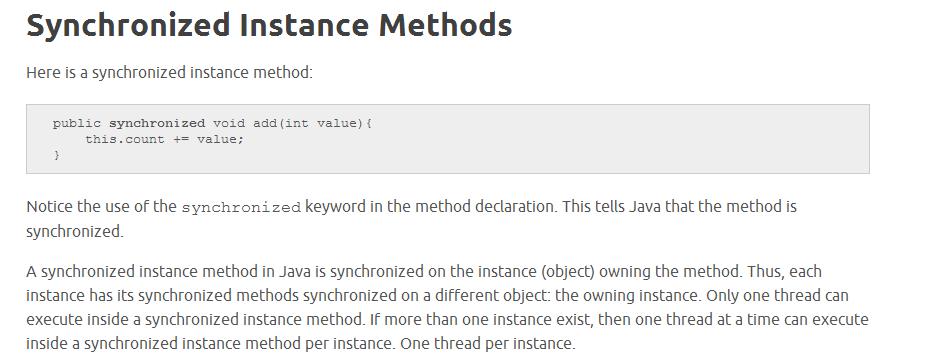 Synchronized Instance Methods
Here is a synchronized instance method:
public synchronized void add(int value){
this.count += value;
}
Notice the use of the synchronized keyword in the method declaration. This tells Java that the method is
synchronized.
A synchronized instance method in Java is synchronized on the instance (object) owning the method. Thus, each
instance has its synchronized methods synchronized on a different object: the owning instance. Only one thread can
execute inside a synchronized instance method. If more than one instance exist, then one thread at a time can execute
inside a synchronized instance method per instance. One thread per instance.